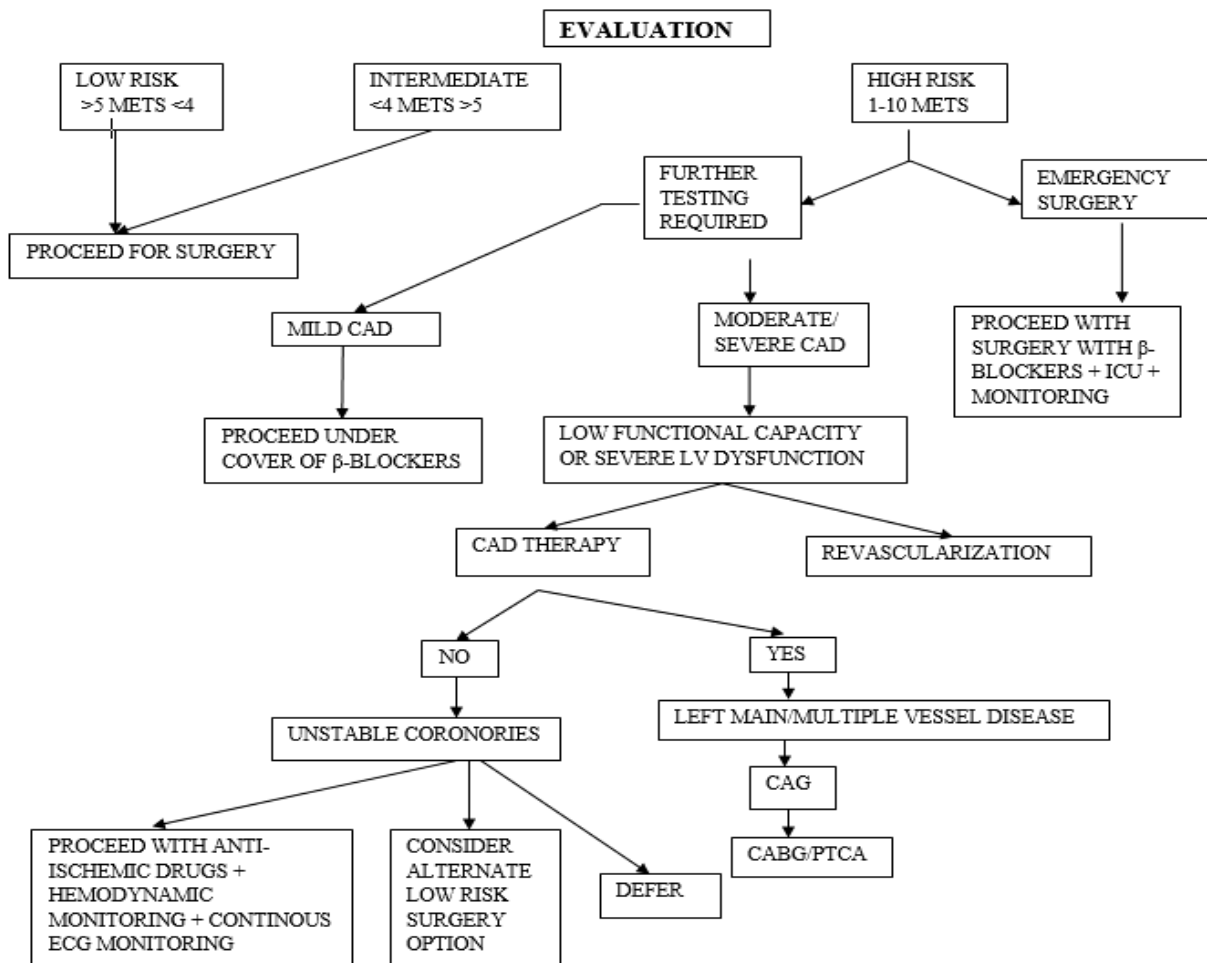 EVALUATION
LOW RISK
>5 METS <4
INTERMEDIATE
<4 METS >5
HIGH RISK
1-10 METS
FURTHER
TESTING
REQUIRED
EMERGENCY
SURGERY
PROCEED FOR SURGERY
MILD CAD
MODERATE/
SEVERE CAD
PROCEED WITH
SURGERY WITH β-
BLOCKERS + ICU +
MONITORING
PROCEED UNDER
COVER OF β-BLOCKERS
LOW FUNCTIONAL CAPACITY
OR SEVERE LV DYSFUNCTION
CAD THERAPY
REVASCULARIZATION
NO
YES
UNSTABLE CORONORIES
LEFT MAIN/MULTIPLE VESSEL DISEASE
CAG
CABG/PTCA
PROCEED WITH ANTI-
ISCHEMIC DRUGS +
HEMODYNAMIC
MONITORING + CONTINOUS
ECG MONITORING
CONSIDER
ALTERNATE
LOW RISK
SURGERY
OPTION
DEFER